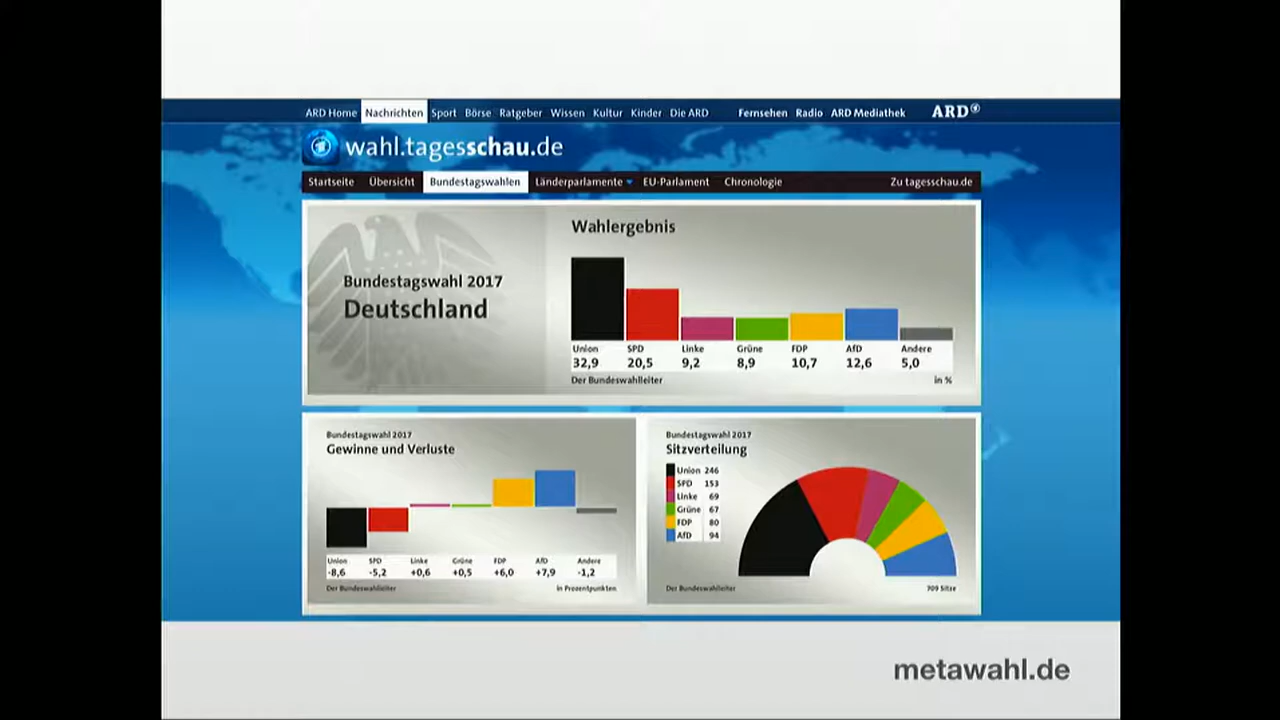 ARD Home Nachrichten Sport Börse Ratgeber Wissen Kultur Kinder Die ARD Fernsehen Radio ARD Mediathek ARD
wahl.tagesschau.de
Startseite Übersicht Bundestagswahlen Länderparlamente EU-Parlament Chronologie Zu tagesschau.de
Bundestagswahl 2017
Deutschland
Wahlergebnis
Union SPD Linke Grüne FDP AfD Andere
32,9 20,5 9,2 8,9 10,7 12,6 5,0
Der Bundeswahlleiter in %
Bundestagswahl 2017
Gewinne und Verluste
Union SPD Linke Grüne FDP AfD Andere
-8,6 -5,2 +0,6 +0,5 +6,0 +7,9 -1,2
Der Bundeswahlleiter in Prozentpunkten
Bundestagswahl 2017
Sitzverteilung
Union 246
SPD 153
Linke 69
Grüne 67
FDP 80
AfD 94
Der Bundeswahlleiter 709 Sitze
metawahl.de